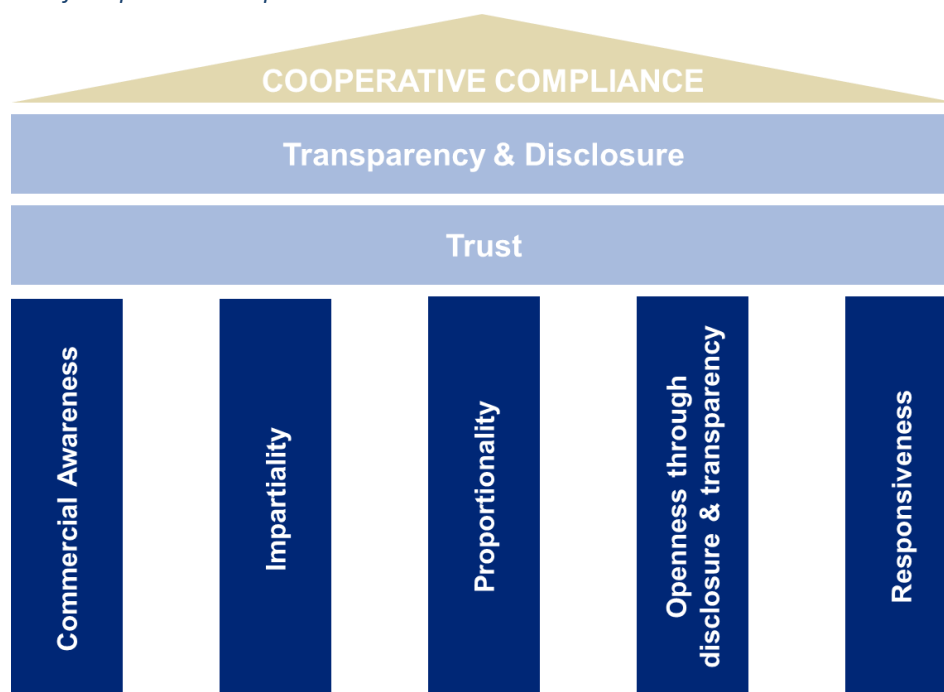 COOPERATIVE COMPLIANCE
Transparency & Disclosure
Trust
Commercial Awareness
Impartiality
Proportionality
Openness through
disclosure & transparency
Responsiveness